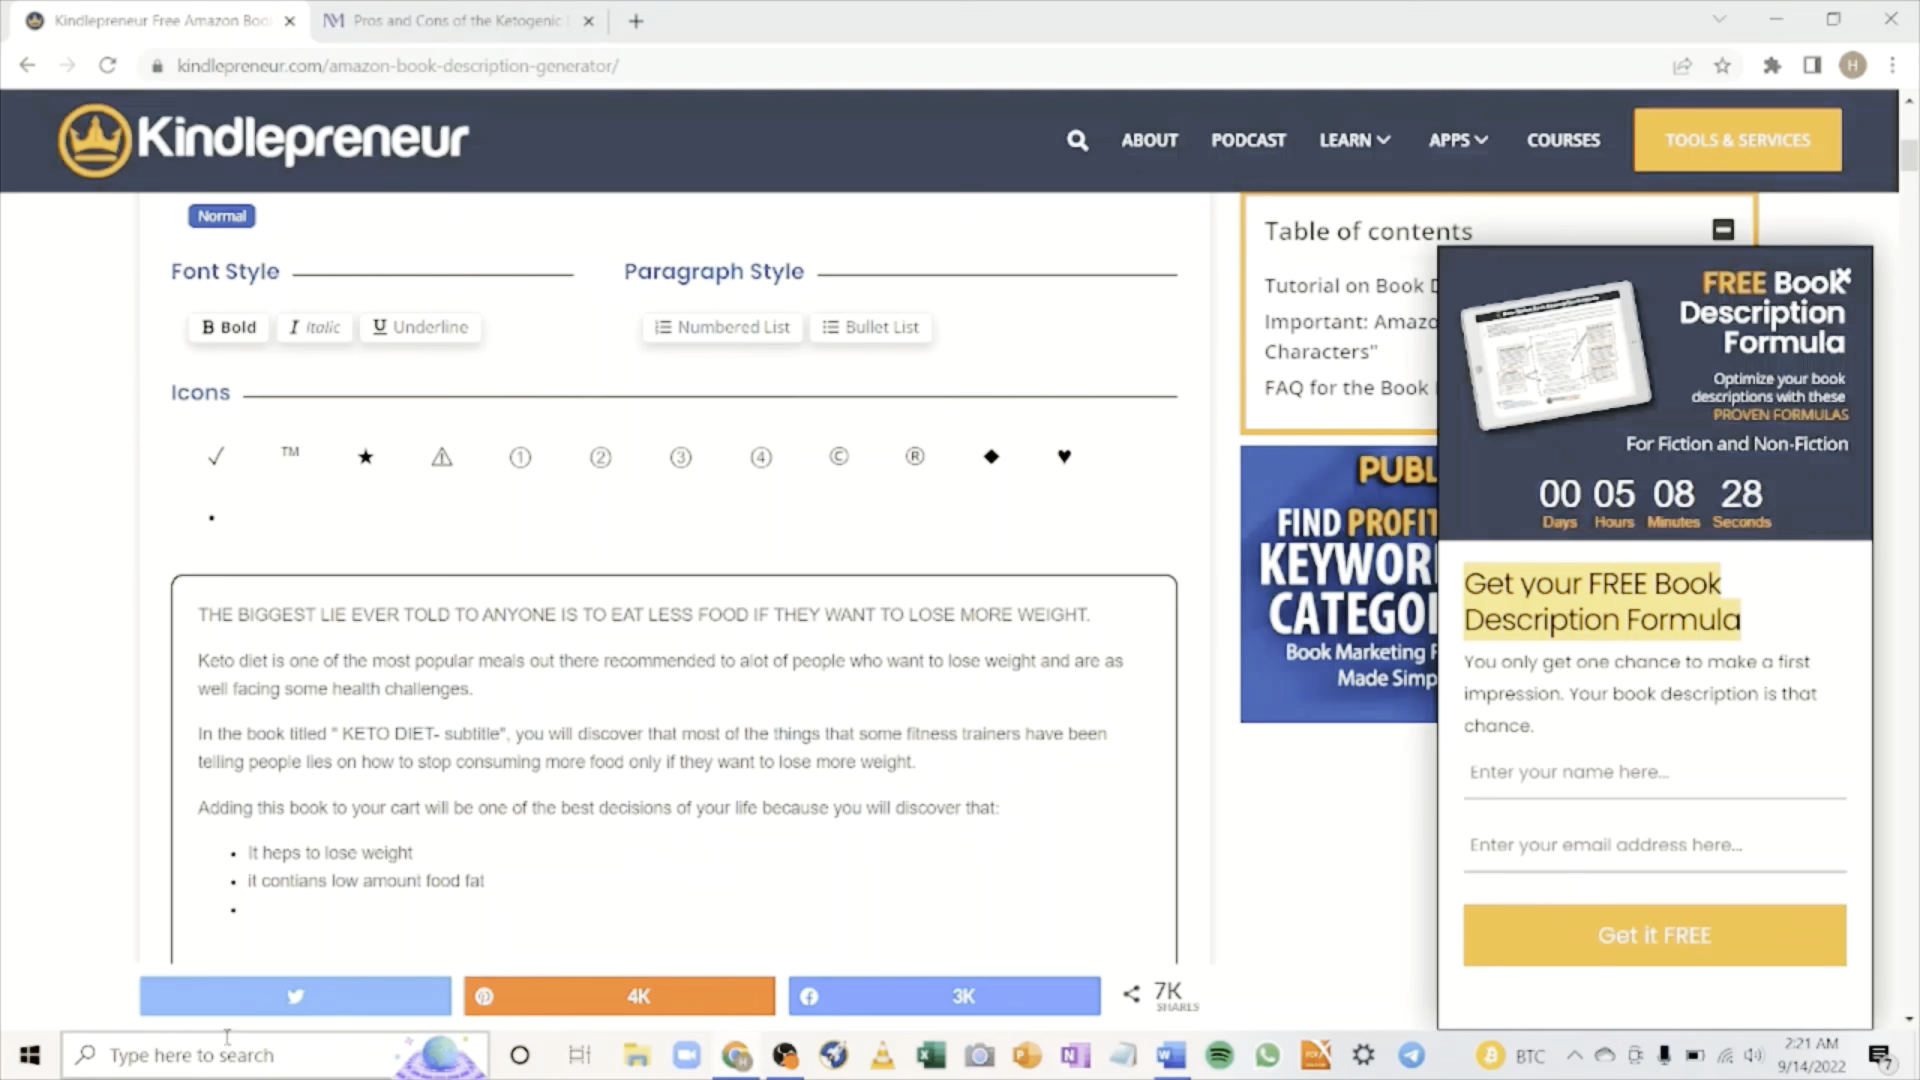 Kindlepreneur Free Amazon Boo
Pros and Cons of the Ketogenic
kindlepreneur.com/amazon-book-description-generator/
H
Kindlepreneur
ABOUT
PODCAST
LEARN
APPS
COURSES
TOOLS & SERVICES
Normal
Font Style
Paragraph Style
B Bold
I Italic
U Underline
Numbered List
Bullet List
Icons
✓ ™ ★ ⚠ ① ② ③ ④ © ® ◆ ♥
•
THE BIGGEST LIE EVER TOLD TO ANYONE IS TO EAT LESS FOOD IF THEY WANT TO LOSE MORE WEIGHT.
Keto diet is one of the most popular meals out there recommended to alot of people who want to lose weight and are as
well facing some health challenges.
In the book titled " KETO DIET- subtitle", you will discover that most of the things that some fitness trainers have been
telling people lies on how to stop consuming more food only if they want to lose more weight.
Adding this book to your cart will be one of the best decisions of your life because you will discover that:
• It heps to lose weight
• it contians low amount food fat
•
4K
3K
7K
SHARES
Table of contents
Tutorial on Book
Important: Amazo
Characters"
FAQ for the Book
PUBL
FIND PROFIT
KEYWOR
CATEGO
Book Marketing
Made Simp
FREE Book
Description
Formula
Optimize your book
descriptions with these
PROVEN FORMULAS
For Fiction and Non-Fiction
00 05 08 28
Days Hours Minutes Seconds
Get your FREE Book
Description Formula
You only get one chance to make a first
impression. Your book description is that
chance.
Enter your name here...
Enter your email address here...
Get it FREE
Type here to search
BTC
2:21 AM
9/14/2022
7